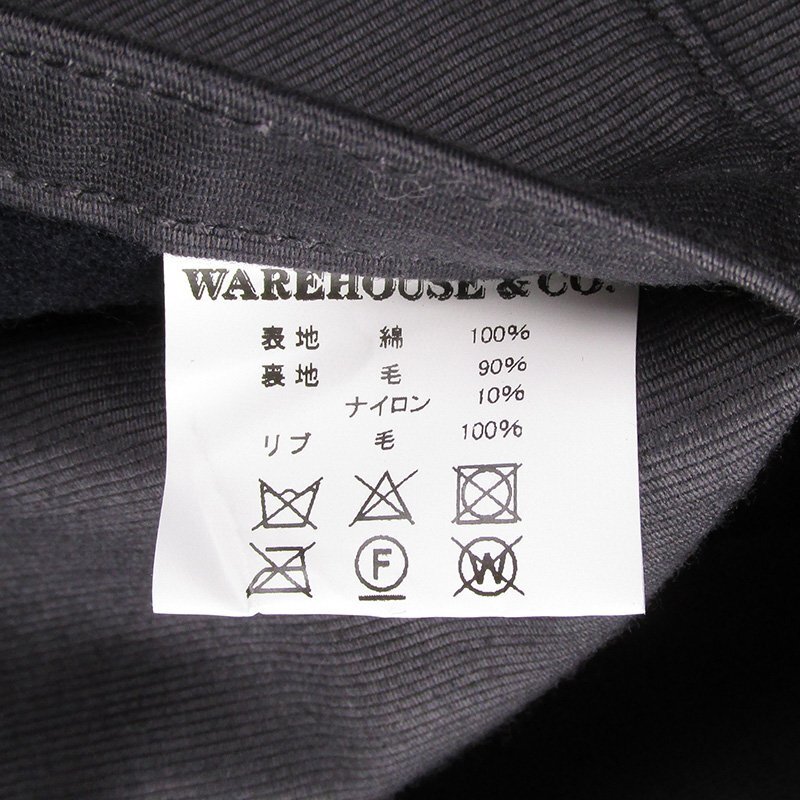 WAREHOUSE & CO.
表地 綿 100%
裏地 毛 90%
ナイロン 10%
リブ 毛 100%
F W